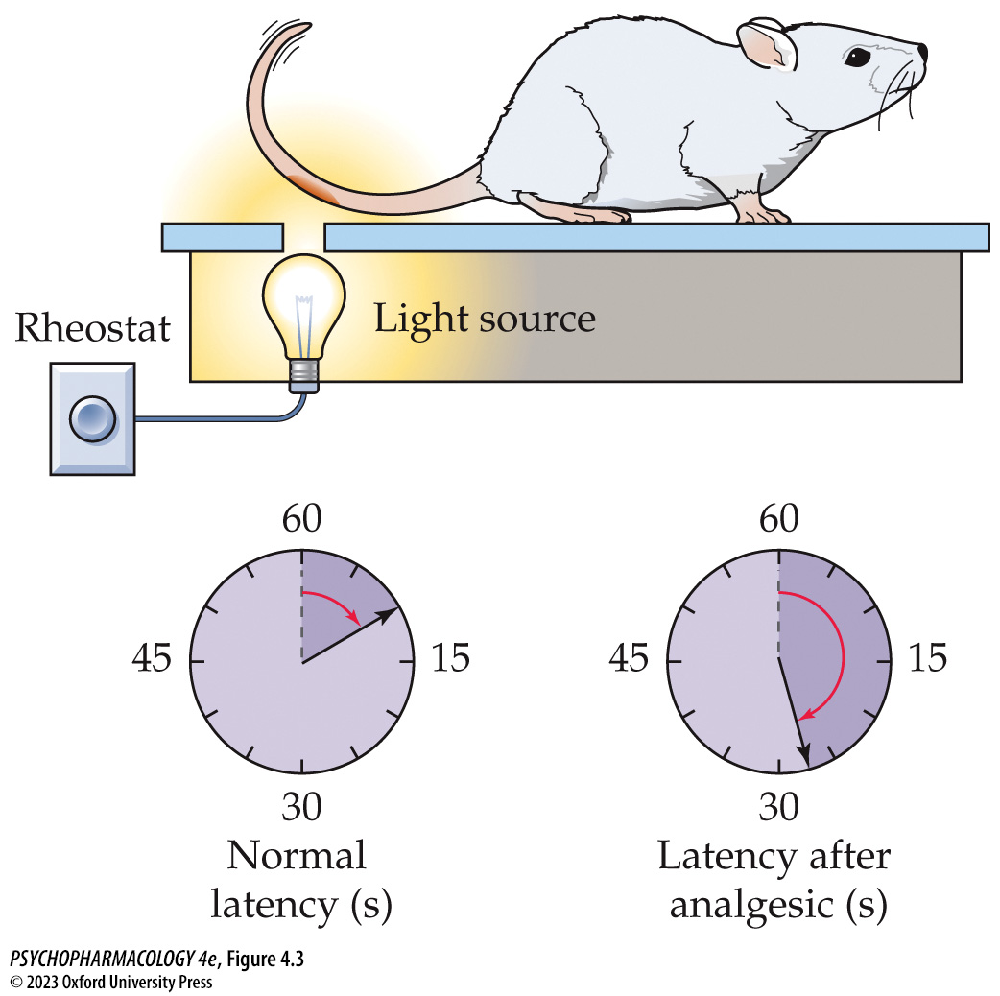 Rheostat
Light source
60
45
15
30
Normal
latency (s)
60
45
15
30
Latency after
analgesic (s)
PSYCHOPHARMACOLOGY 4e, Figure 4.3
© 2023 Oxford University Press